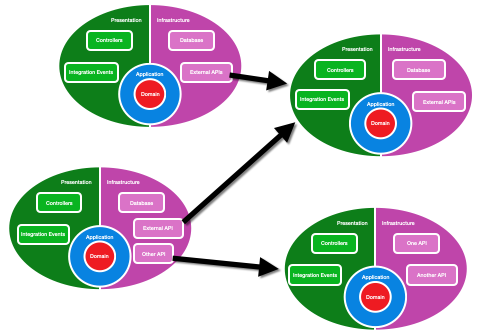 Presentation Infrastructure
Controllers Database
Integration Events External APIs
Application
Domain
Presentation Infrastructure
Controllers Database
Integration Events External APIs
Application
Domain
Presentation Infrastructure
Controllers Database
Integration Events External API
Application
Other API
Domain
Presentation Infrastructure
Controllers One API
Integration Events Another API
Application
Domain